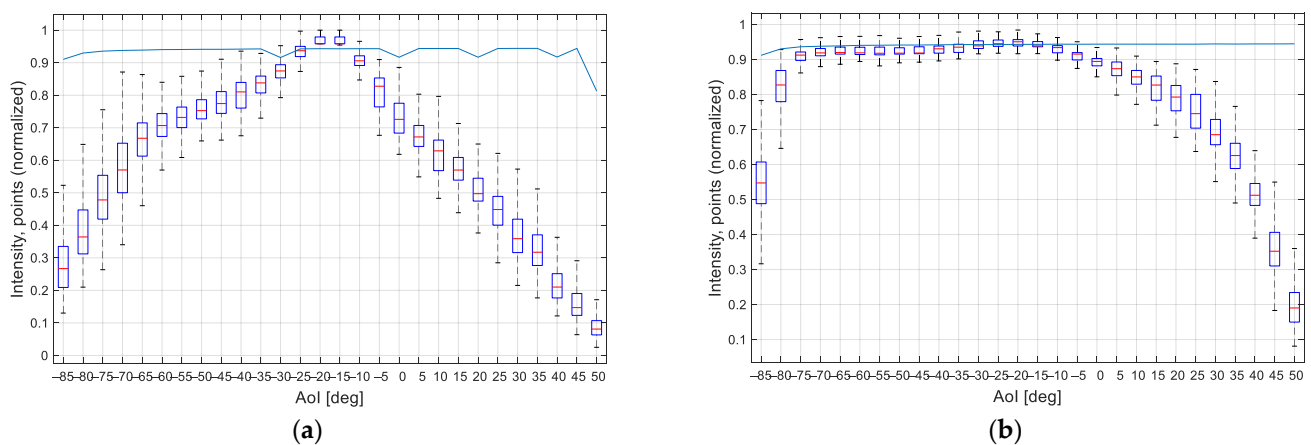 Intensity, points (normalized)
1
0.9
0.8
0.7
0.6
0.5
0.4
0.3
0.2
0.1
0
–85 –80 –75 –70 –65 –60 –55 –50 –45 –40 –35 –30 –25 –20 –15 –10 –5 0 5 10 15 20 25 30 35 40 45 50
AoI [deg]
(a)
Intensity, points (normalized)
1
0.9
0.8
0.7
0.6
0.5
0.4
0.3
0.2
0.1
–85 –80 –75 –70 –65 –60 –55 –50 –45 –40 –35 –30 –25 –20 –15 –10 –5 0 5 10 15 20 25 30 35 40 45 50
AoI [deg]
(b)